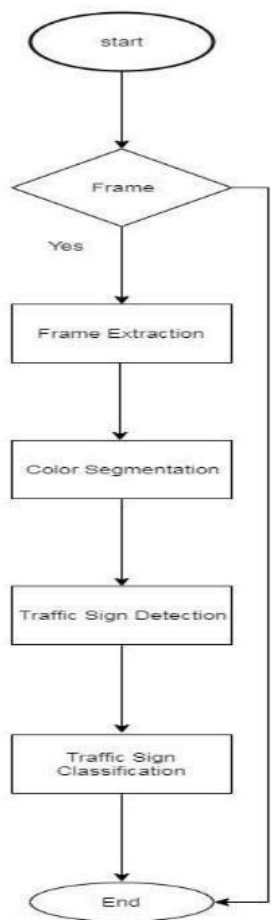 start
Frame
Yes
Frame Extraction
Color Segmentation
Traffic Sign Detection
Traffic Sign
Classification
End